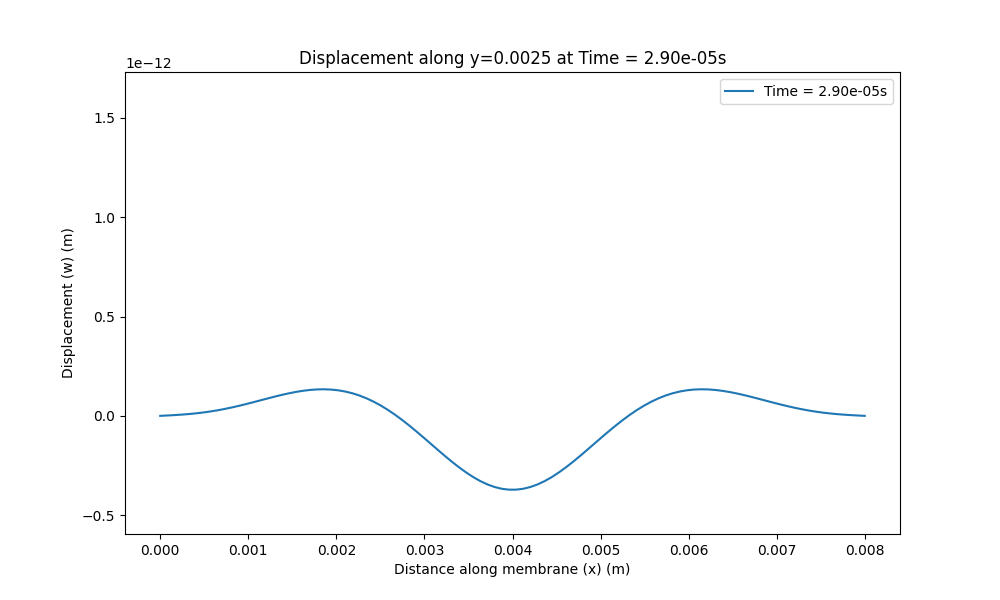 Displacement along y=0.0025 at Time = 2.90e-05s
1e−12
Time = 2.90e-05s
1.5
1.0
0.5
0.0
−0.5
Displacement (w) (m)
0.000 0.001 0.002 0.003 0.004 0.005 0.006 0.007 0.008
Distance along membrane (x) (m)